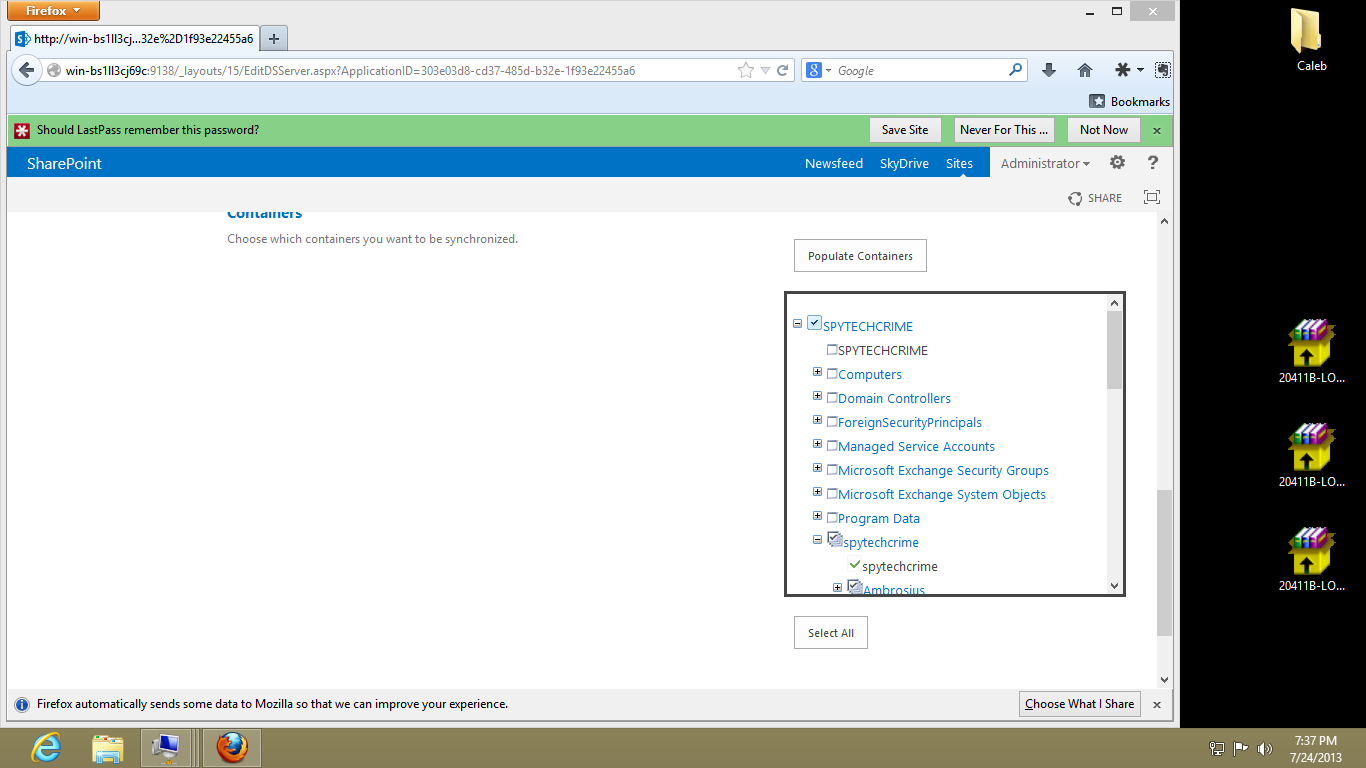 Firefox
http://win-bs1ll3cj...32e%2D1f93e22455a6
win-bs1ll3cj69c:9138/_layouts/15/EditDSServer.aspx?ApplicationID=303e03d8-cd37-485d-b32e-1f93e22455a6
Google
Bookmarks
Should LastPass remember this password?
Save Site
Never For This ...
Not Now
SharePoint
Newsfeed
SkyDrive
Sites
Administrator
SHARE
Containers
Choose which containers you want to be synchronized.
Populate Containers
SPYTECHCRIME
SPYTECHCRIME
Computers
Domain Controllers
ForeignSecurityPrincipals
Managed Service Accounts
Microsoft Exchange Security Groups
Microsoft Exchange System Objects
Program Data
spytechcrime
spytechcrime
Ambrosius
Select All
Firefox automatically sends some data to Mozilla so that we can improve your experience.
Choose What I Share
Caleb
20411B-LO...
20411B-LO...
20411B-LO...
7:37 PM
7/24/2013